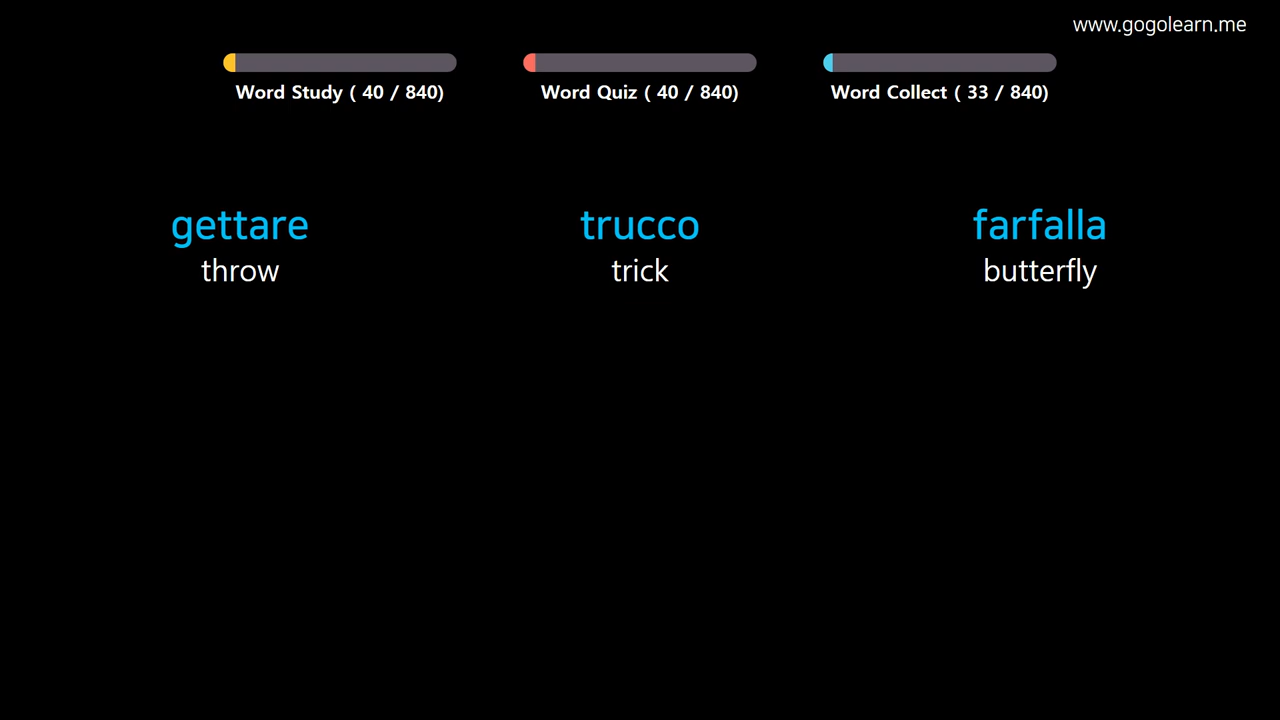 www.gogolearn.me
Word Study ( 40 / 840)
Word Quiz ( 40 / 840)
Word Collect ( 33 / 840)
gettare
throw
trucco
trick
farfalla
butterfly